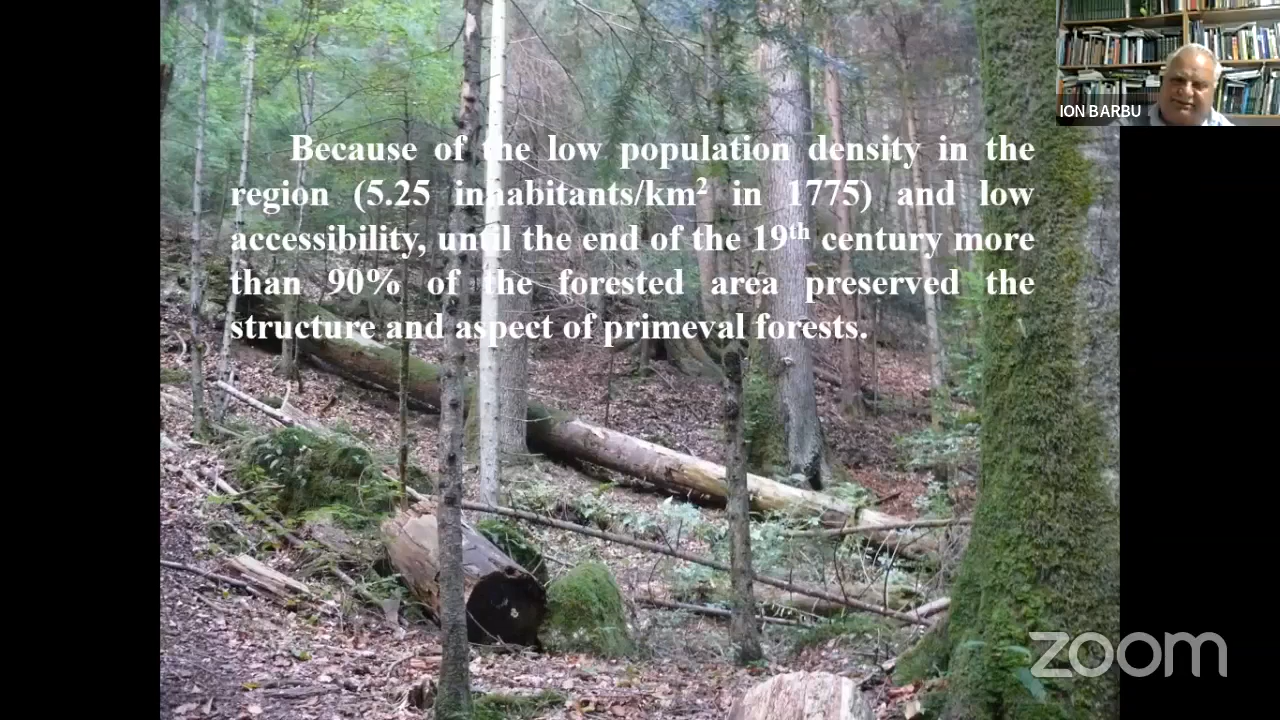 ION BARBU
Because of the low population density in the
region (5.25 inhabitants/km² in 1775) and low
accessibility, until the end of the 19th century more
than 90% of the forested area preserved the
structure and aspect of primeval forests.
zoom